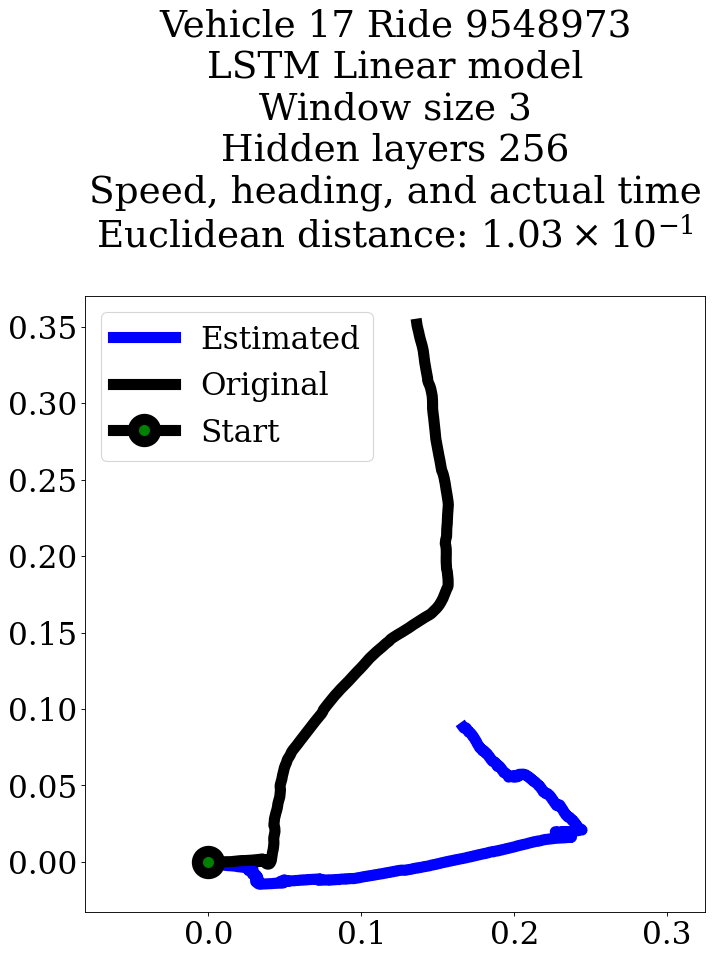 Vehicle 17 Ride 9548973
LSTM Linear model
Window size 3
Hidden layers 256
Speed, heading, and actual time
Euclidean distance: 1.03 × 10⁻¹
Estimated
Original
Start
0.35
0.30
0.25
0.20
0.15
0.10
0.05
0.00
0.0 0.1 0.2 0.3